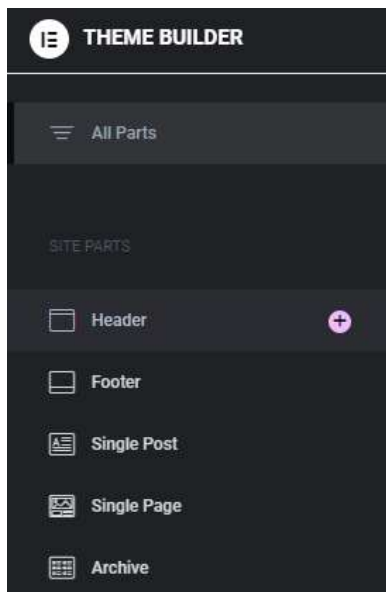 THEME BUILDER
All Parts
SITE PARTS
Header
Footer
Single Post
Single Page
Archive